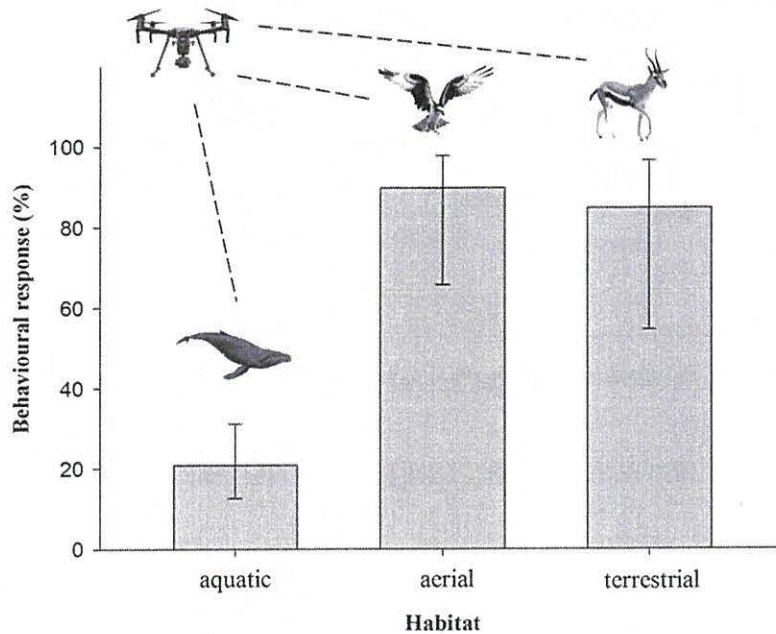 Behavioural response (%)
100
80
60
40
20
0
aquatic
aerial
terrestrial
Habitat